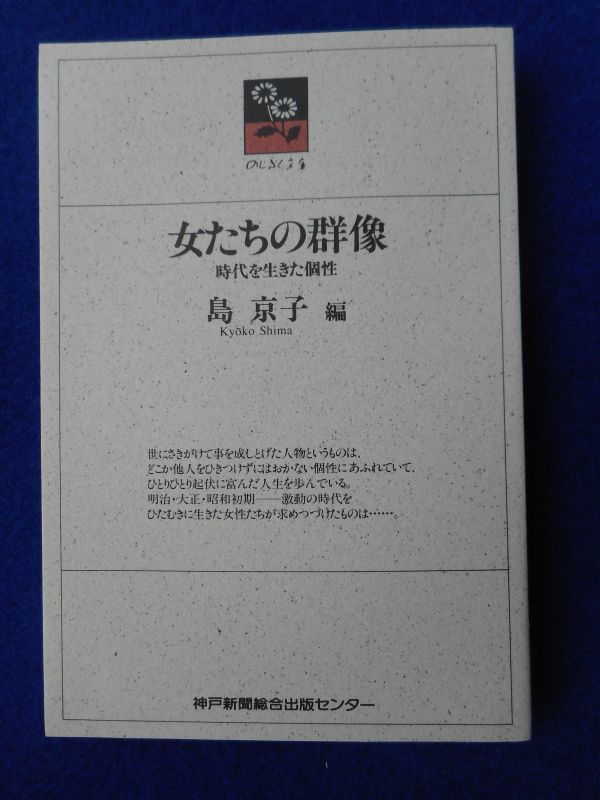 のじぎく文庫
女たちの群像
時代を生きた個性
島 京子 編
Kyōko Shima
世にさきがけて事を成しとげた人物というものは、
どこか他人をひきつけずにはおかない個性にあふれていて、
ひとりひとり起伏に富んだ人生を歩んでいる。
明治・大正・昭和初期――激動の時代を
ひたむきに生きた女性たちが求めつづけたものは……。
神戸新聞総合出版センター